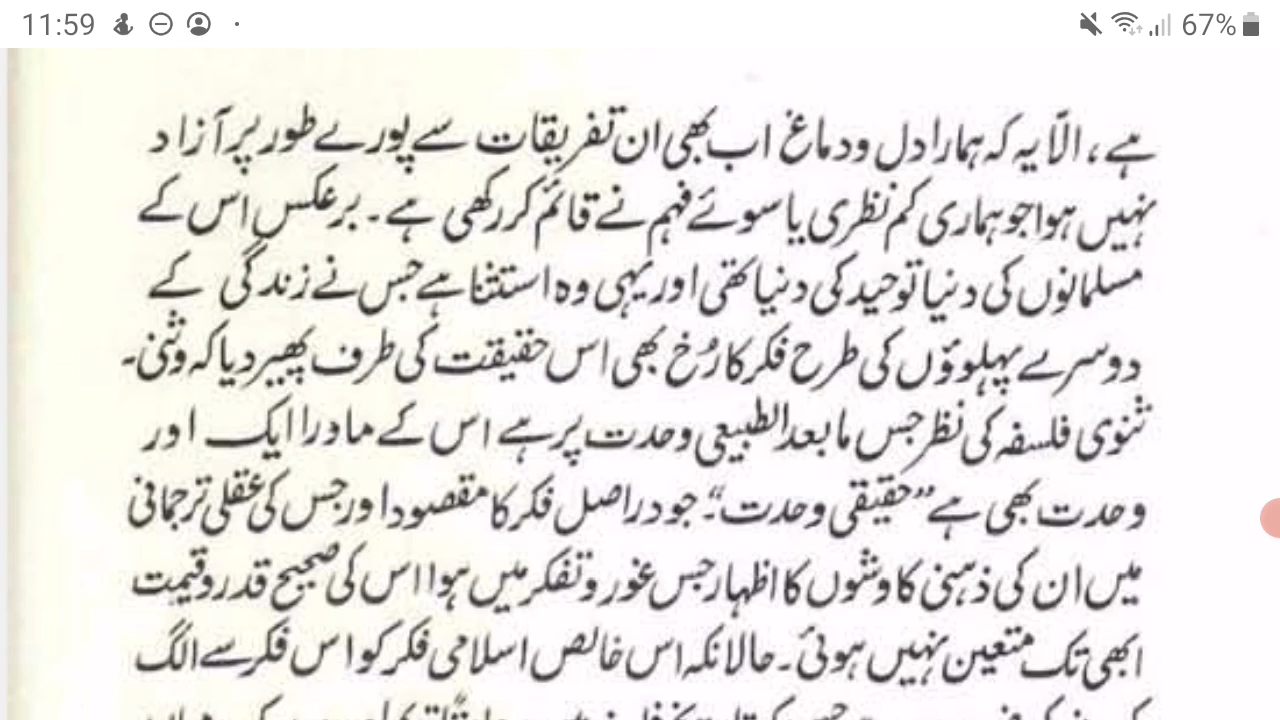 11:59
67%
ہے، الّا یہ کہ ہمارا دل و دماغ اب بھی ان تفریقات سے پورے طور پر آزاد
نہیں ہوا جو ہماری کم نظری یا سوئے فہم نے قائم کر رکھی ہے۔ برعکس اس کے
مسلمانوں کی دنیا توحید کی دنیا تھی اور یہی وہ استثنا ہے جس نے زندگی کے
دوسرے پہلوؤں کی طرح فکر کا رُخ بھی اس حقیقت کی طرف پھیر دیا کہ وثنی۔
ثنوی فلسفہ کی نظر جس مابعدالطبیعی وحدت پر ہے اس کے ماورا ایک اور
وحدت بھی ہے ”حقیقی وحدت“۔ جو دراصل فکر کا مقصود اور جس کی عقلی ترجمانی
میں ان کی ذہنی کاوشوں کا اظہار جس غور و تفکر میں ہوا اس کی صحیح قدر و قیمت
ابھی تک متعین نہیں ہوئی۔ حالانکہ اس خالص اسلامی فکر کو اس فکر سے الگ